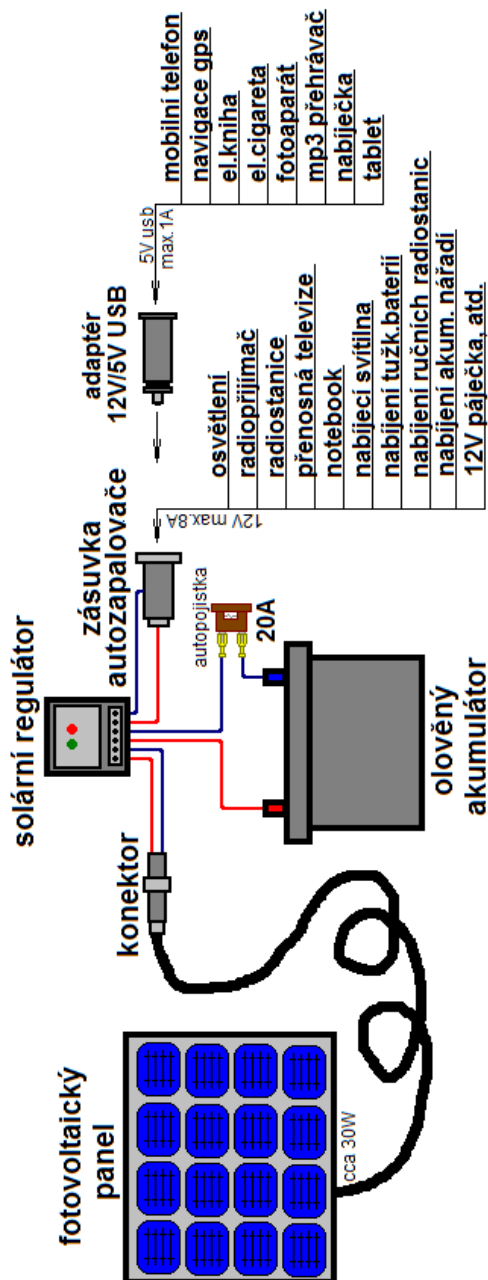 fotovoltaický
panel
cca 30W
konektor
solární regulátor
zásuvka
autozapalovače
autopojistka
20A
olověný
akumulátor
adaptér
12V/5V USB
5V usb
max.1A
mobilní telefon
navigace gps
el.kniha
el.cigareta
fotoaparát
mp3 přehrávač
nabíječka
tablet
12V max.8A
osvětlení
radiopřijímač
radiostanice
přenosná televize
notebook
nabíjecí svítilna
nabíjení tužk.baterií
nabíjení ručních radiostanic
nabíjení akum. nářadí
12V páječka, atd.